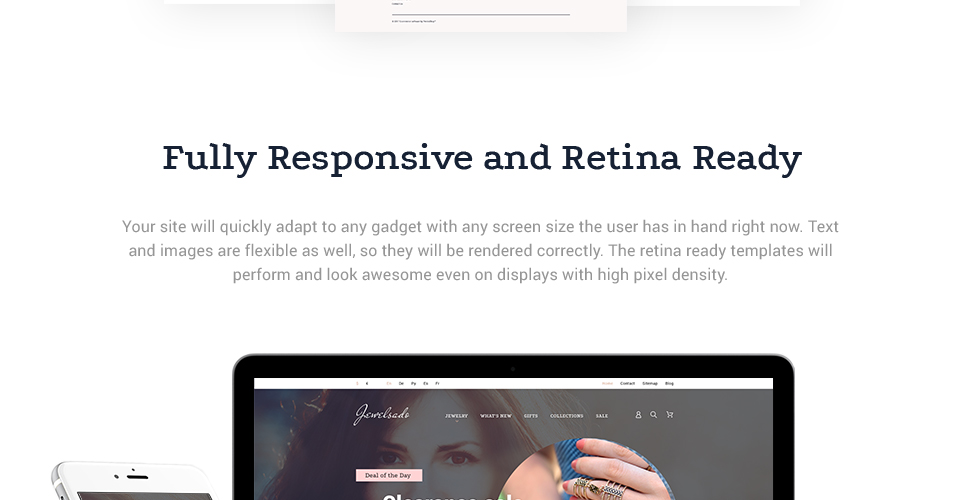 Fully Responsive and Retina Ready
Your site will quickly adapt to any gadget with any screen size the user has in hand right now. Text
and images are flexible as well, so they will be rendered correctly. The retina ready templates will
perform and look awesome even on displays with high pixel density.
$ € En De Ру Es Fr Home Contact Sitemap Blog
Jewelsado JEWELRY WHAT'S NEW GIFTS COLLECTIONS SALE
Deal of the Day
Clearance sale